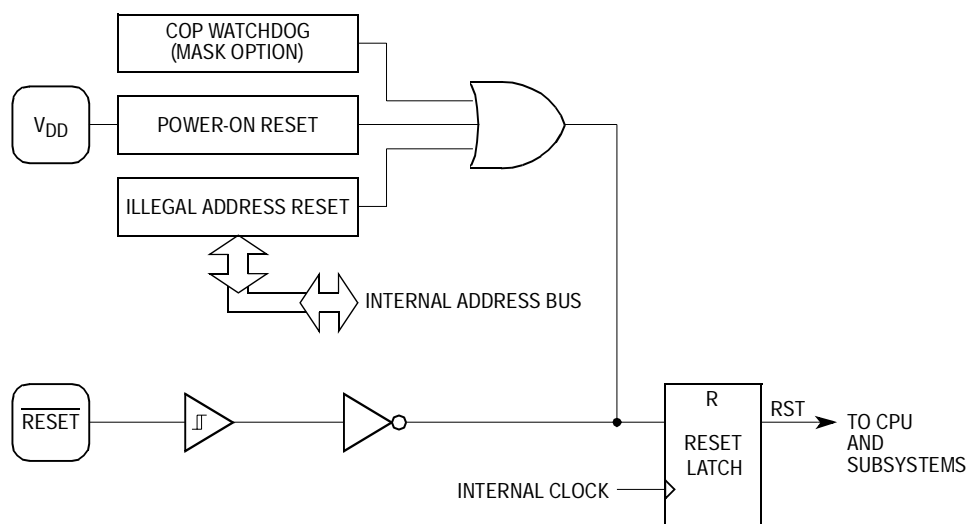 COP WATCHDOG
(MASK OPTION)
VDD
POWER-ON RESET
ILLEGAL ADDRESS RESET
INTERNAL ADDRESS BUS
RESET
R
RESET
LATCH
RST
TO CPU
AND
SUBSYSTEMS
INTERNAL CLOCK